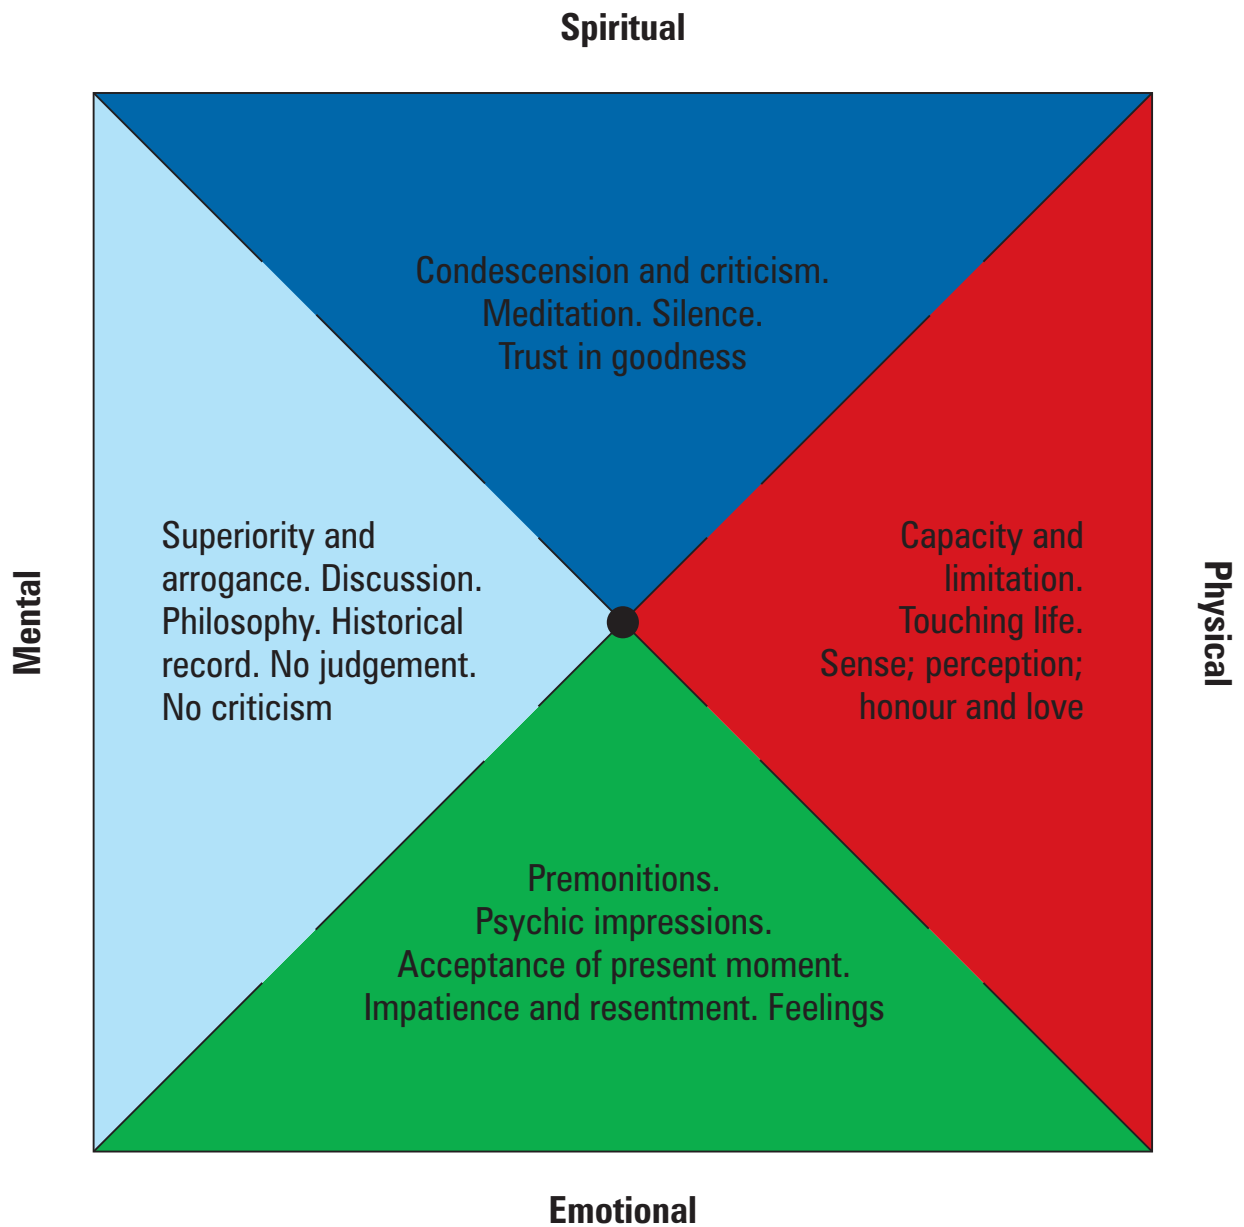 Spiritual
Condescension and criticism.
Meditation. Silence.
Trust in goodness
Mental
Superiority and
arrogance. Discussion.
Philosophy. Historical
record. No judgement.
No criticism
Capacity and
limitation.
Touching life.
Sense; perception;
honour and love
Physical
Premonitions.
Psychic impressions.
Acceptance of present moment.
Impatience and resentment. Feelings
Emotional